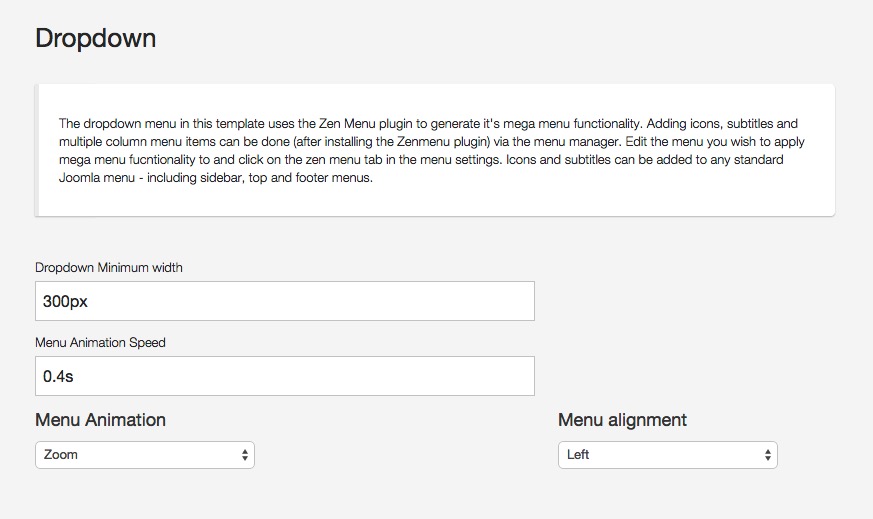 Dropdown
The dropdown menu in this template uses the Zen Menu plugin to generate it's mega menu functionality. Adding icons, subtitles and
multiple column menu items can be done (after installing the Zenmenu plugin) via the menu manager. Edit the menu you wish to apply
mega menu fucntionality to and click on the zen menu tab in the menu settings. Icons and subtitles can be added to any standard
Joomla menu - including sidebar, top and footer menus.
Dropdown Minimum width
300px
Menu Animation Speed
0.4s
Menu Animation
Zoom
Menu alignment
Left